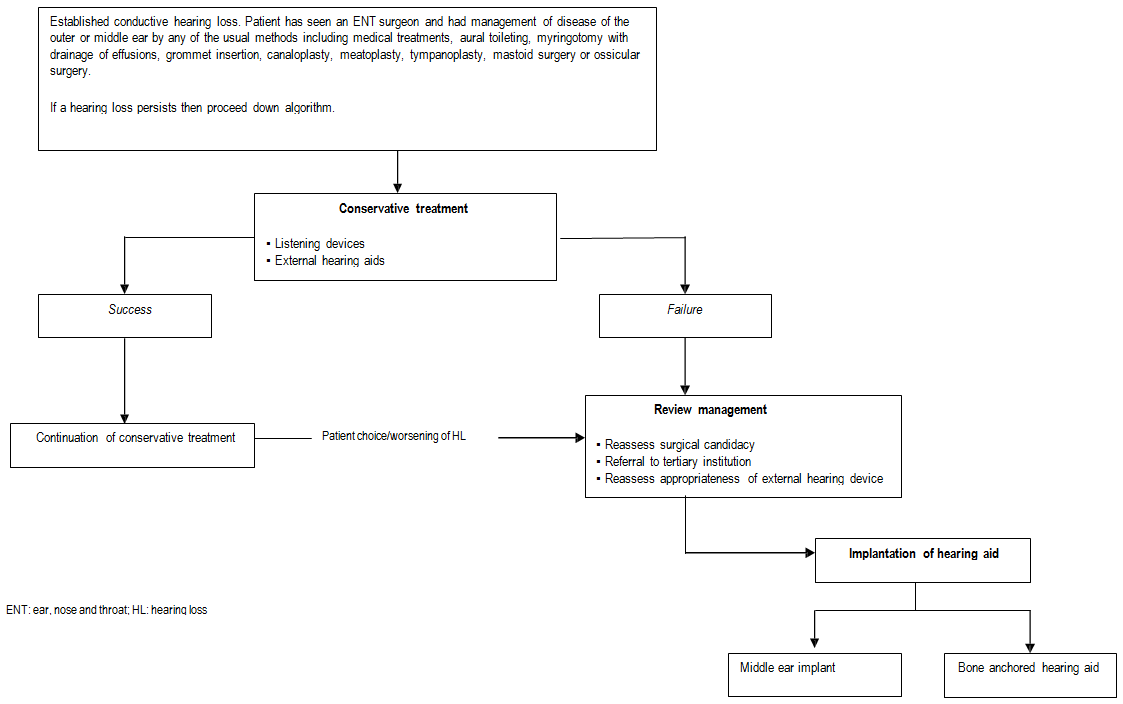 Established conductive hearing loss. Patient has seen an ENT surgeon and had management of disease of the
outer or middle ear by any of the usual methods including medical treatments, aural toileting, myringotomy with
drainage of effusions, grommet insertion, canaloplasty, meatoplasty, tympanoplasty, mastoid surgery or ossicular
surgery.
If a hearing loss persists then proceed down algorithm.
Conservative treatment
▪ Listening devices
▪ External hearing aids
Success
Failure
Continuation of conservative treatment
Patient choice/worsening of HL
Review management
▪ Reassess surgical candidacy
▪ Referral to tertiary institution
▪ Reassess appropriateness of external hearing device
Implantation of hearing aid
ENT: ear, nose and throat; HL: hearing loss
Middle ear implant
Bone anchored hearing aid